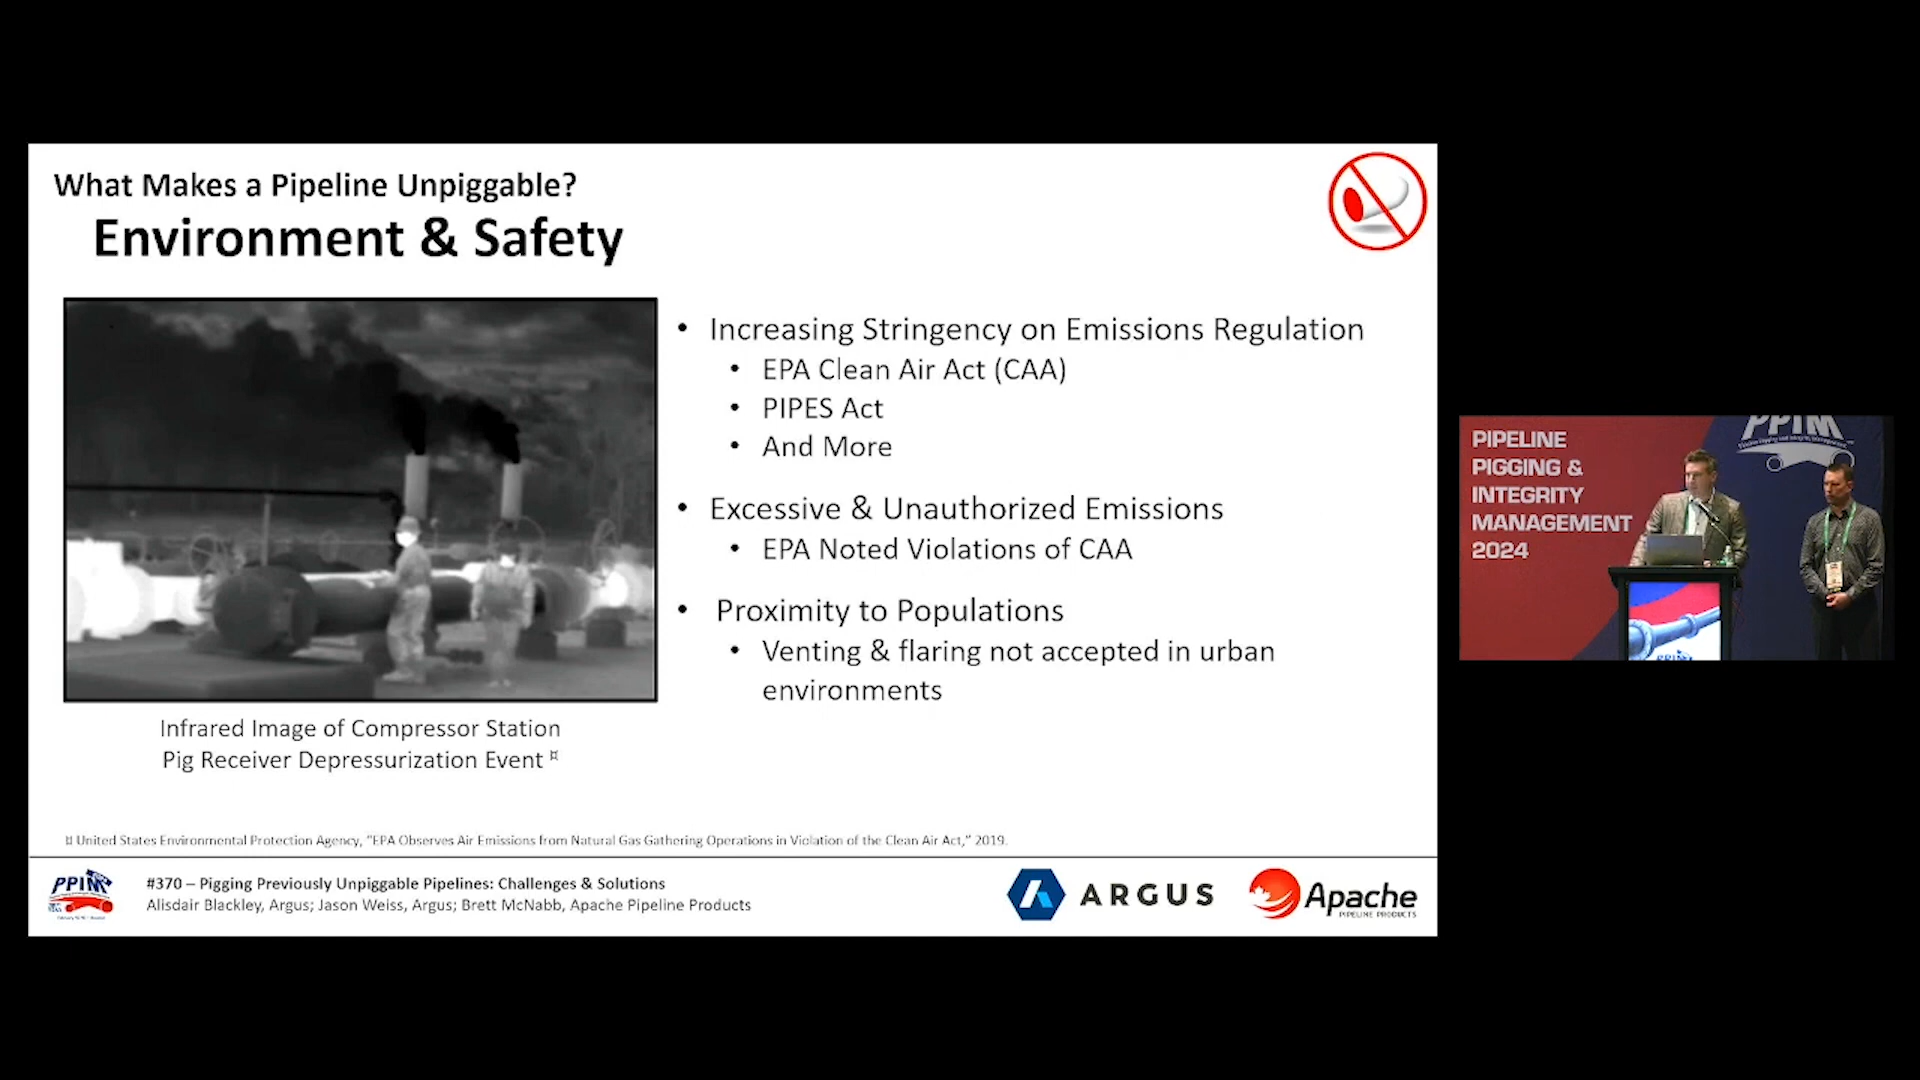 What Makes a Pipeline Unpiggable?
Environment & Safety
• Increasing Stringency on Emissions Regulation
• EPA Clean Air Act (CAA)
• PIPES Act
• And More
• Excessive & Unauthorized Emissions
• EPA Noted Violations of CAA
• Proximity to Populations
• Venting & flaring not accepted in urban
environments
Infrared Image of Compressor Station
Pig Receiver Depressurization Event ¤
¤ United States Environmental Protection Agency, “EPA Observes Air Emissions from Natural Gas Gathering Operations in Violation of the Clean Air Act,” 2019.
PPIM
#370 – Pigging Previously Unpiggable Pipelines: Challenges & Solutions
Alisdair Blackley, Argus; Jason Weiss, Argus; Brett McNabb, Apache Pipeline Products
ARGUS
Apache
PIPELINE PRODUCTS
PIPELINE
PIGGING &
INTEGRITY
MANAGEMENT
2024
PPIM